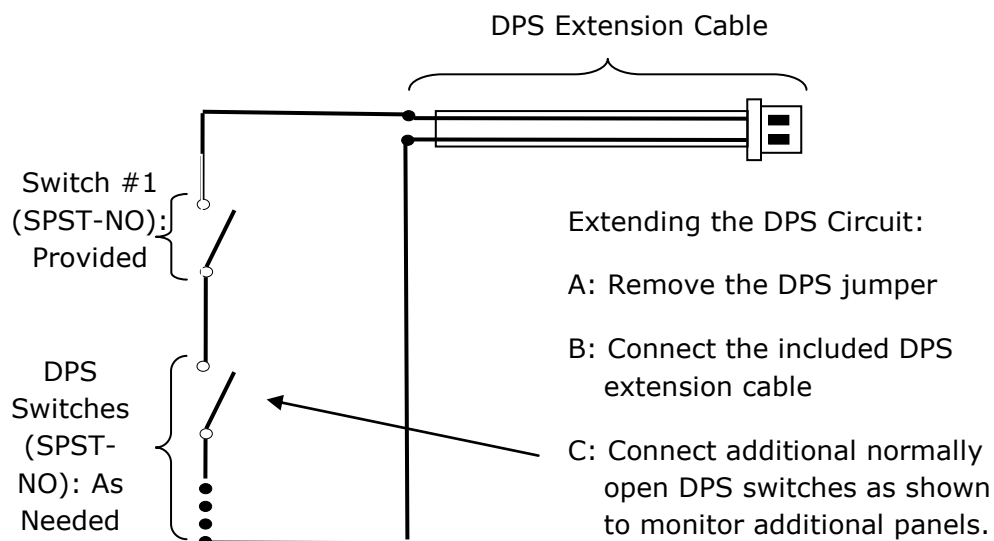 DPS Extension Cable
Switch #1
(SPST-NO):
Provided
DPS
Switches
(SPST-
NO): As
Needed
Extending the DPS Circuit:
A: Remove the DPS jumper
B: Connect the included DPS
extension cable
C: Connect additional normally
open DPS switches as shown
to monitor additional panels.